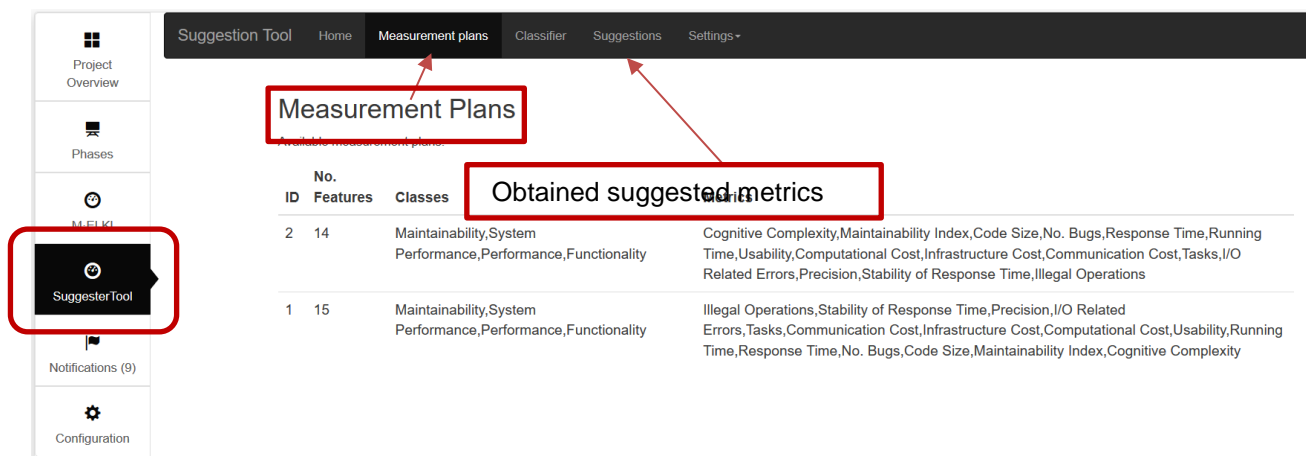 Suggestion Tool Home Measurement plans Classifier Suggestions Settings
Project
Overview
Phases
M-ELKI
SuggesterTool
Notifications (9)
Configuration
Measurement Plans
Available measurement plans.
Obtained suggested metrics
No.
ID Features Classes Metrics
2 14 Maintainability,System Cognitive Complexity,Maintainability Index,Code Size,No. Bugs,Response Time,Running
Performance,Performance,Functionality Time,Usability,Computational Cost,Infrastructure Cost,Communication Cost,Tasks,I/O
Related Errors,Precision,Stability of Response Time,Illegal Operations
1 15 Maintainability,System Illegal Operations,Stability of Response Time,Precision,I/O Related
Performance,Performance,Functionality Errors,Tasks,Communication Cost,Infrastructure Cost,Computational Cost,Usability,Running
Time,Response Time,No. Bugs,Code Size,Maintainability Index,Cognitive Complexity